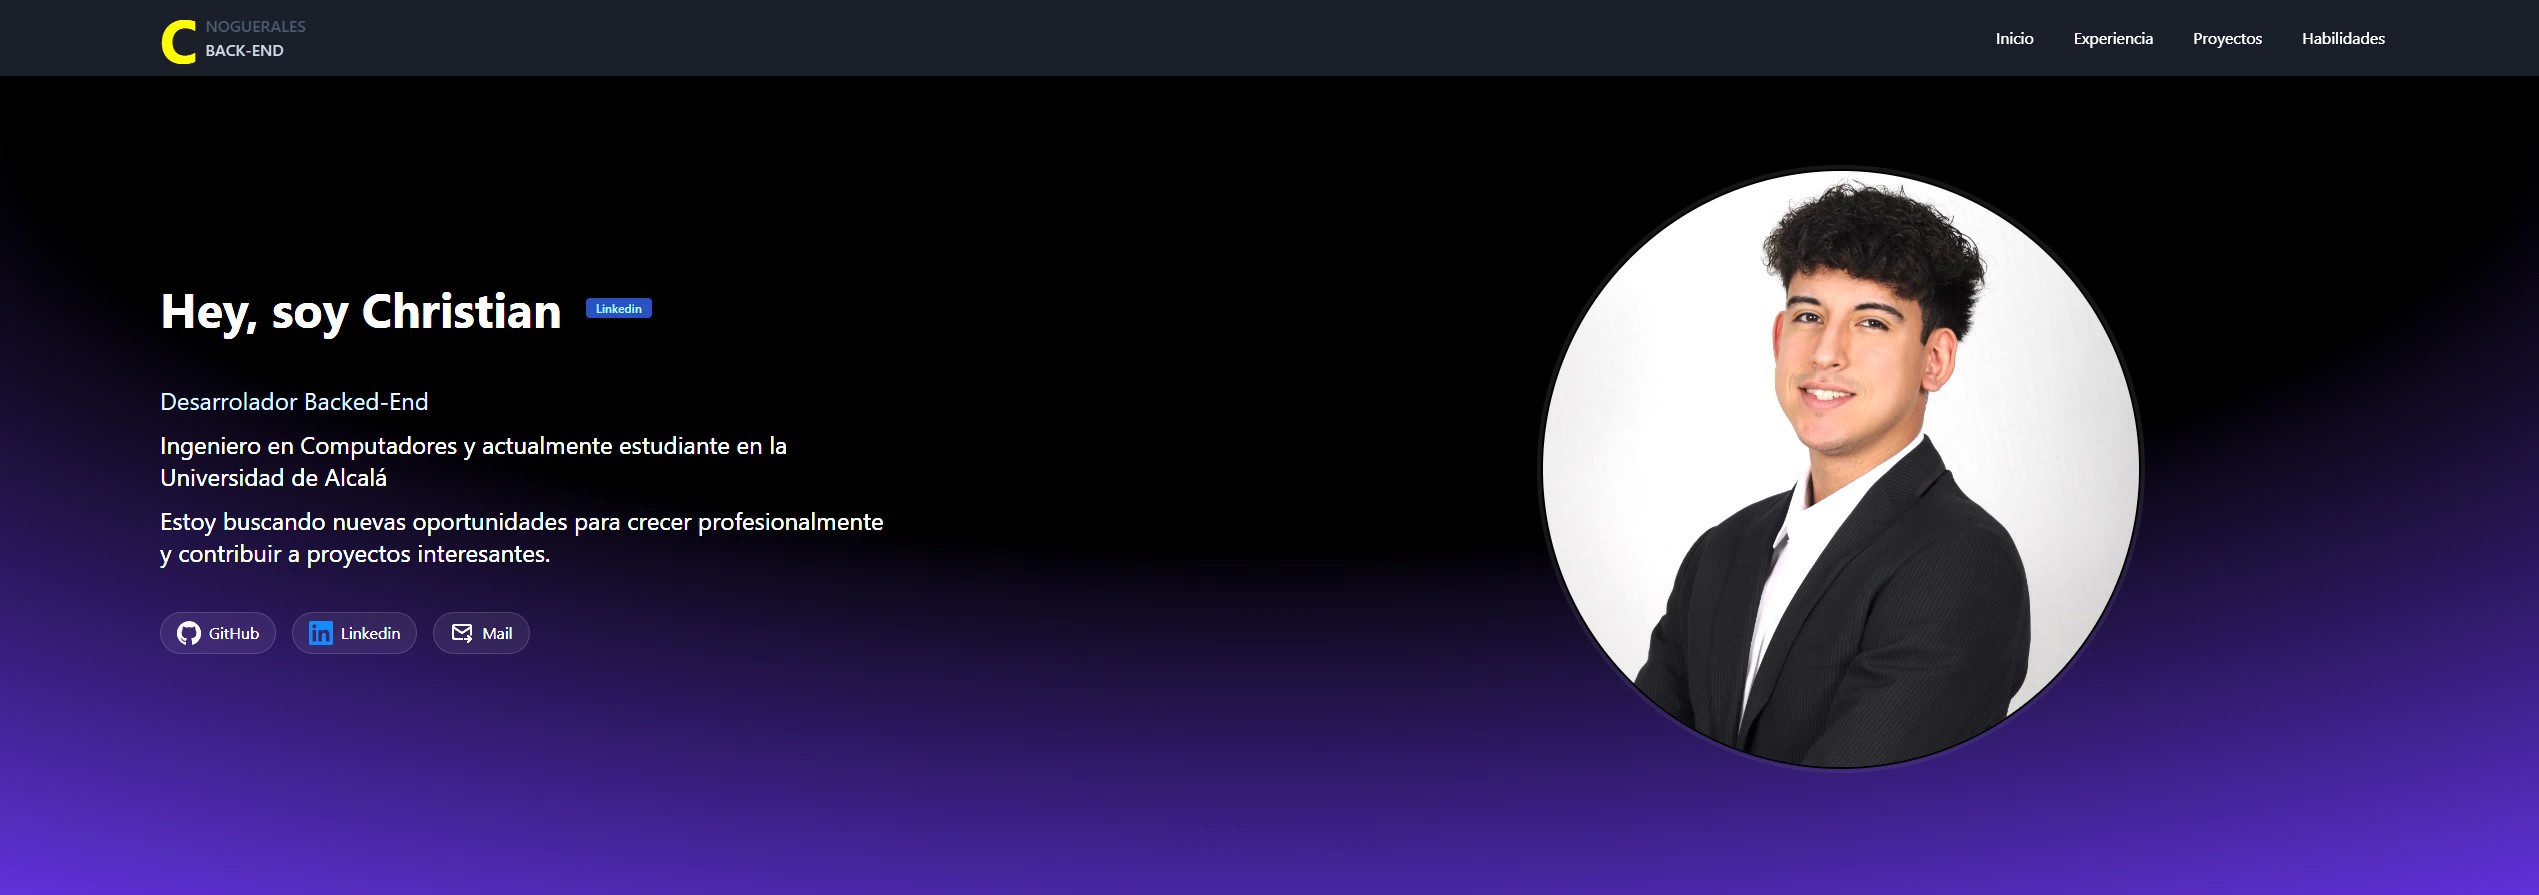 C
NOGUERALES
BACK-END
Inicio
Experiencia
Proyectos
Habilidades
Hey, soy Christian
Linkedin
Desarrolador Backed-End
Ingeniero en Computadores y actualmente estudiante en la
Universidad de Alcalá
Estoy buscando nuevas oportunidades para crecer profesionalmente
y contribuir a proyectos interesantes.
GitHub
Linkedin
Mail